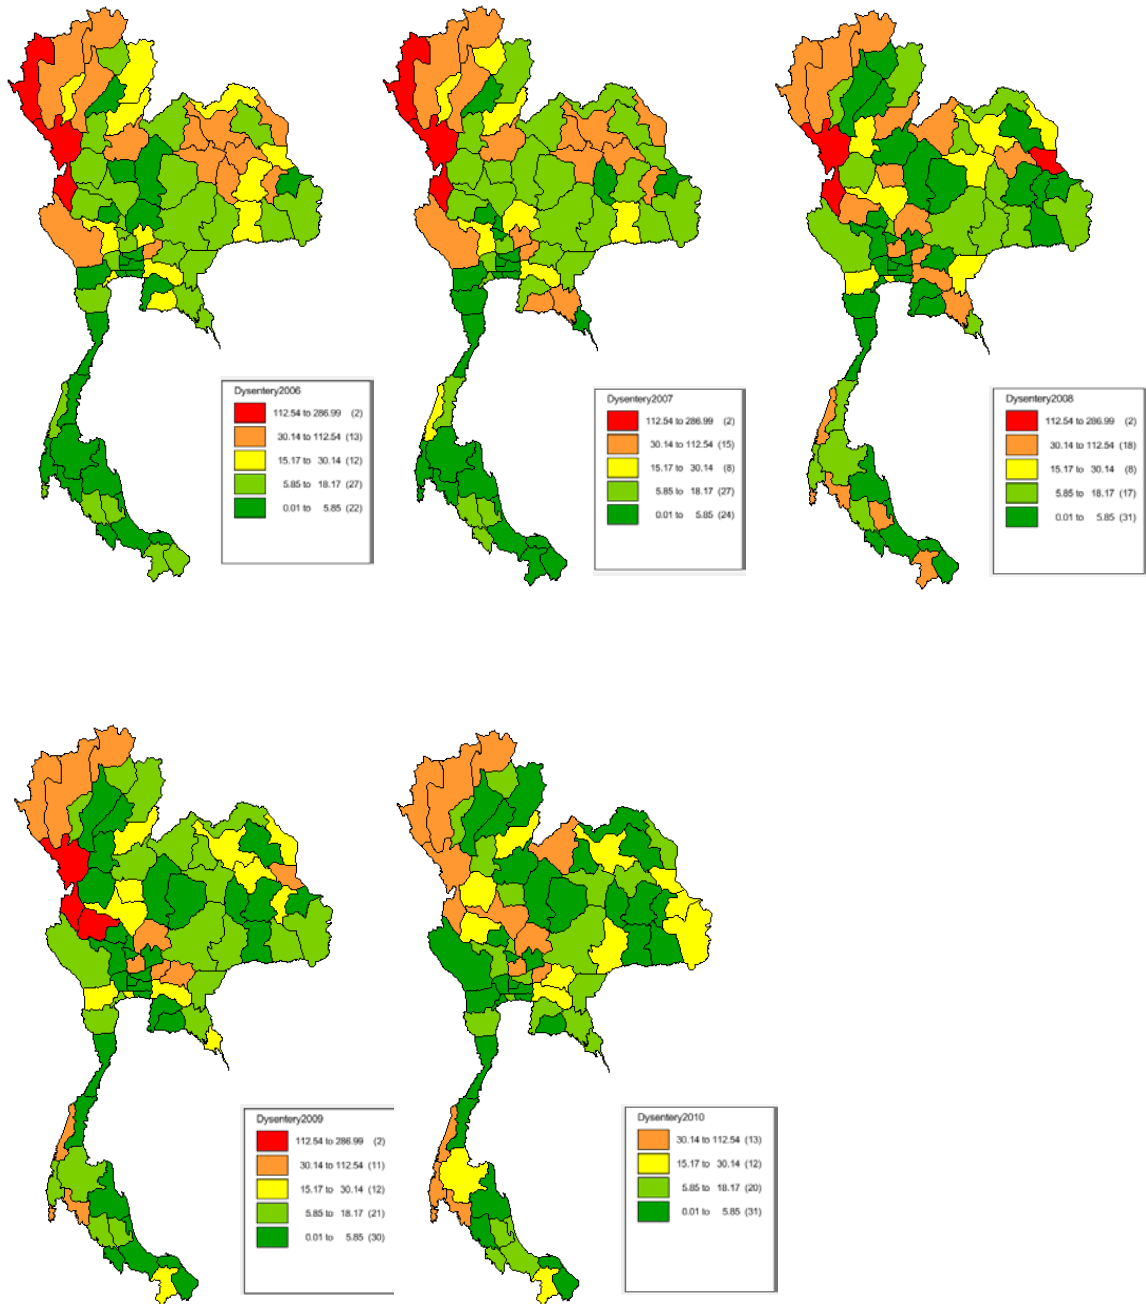 Dysentery2006
112.54 to 286.99 (2)
30.14 to 112.54 (13)
15.17 to 30.14 (12)
5.85 to 18.17 (27)
0.01 to 5.85 (22)
Dysentery2007
112.54 to 286.99 (2)
30.14 to 112.54 (15)
15.17 to 30.14 (8)
5.85 to 18.17 (27)
0.01 to 5.85 (24)
Dysentery2008
112.54 to 286.99 (2)
30.14 to 112.54 (18)
15.17 to 30.14 (8)
5.85 to 18.17 (17)
0.01 to 5.85 (31)
Dysentery2009
112.54 to 286.99 (2)
30.14 to 112.54 (11)
15.17 to 30.14 (12)
5.85 to 18.17 (21)
0.01 to 5.85 (30)
Dysentery2010
30.14 to 112.54 (13)
15.17 to 30.14 (12)
5.85 to 18.17 (20)
0.01 to 5.85 (31)